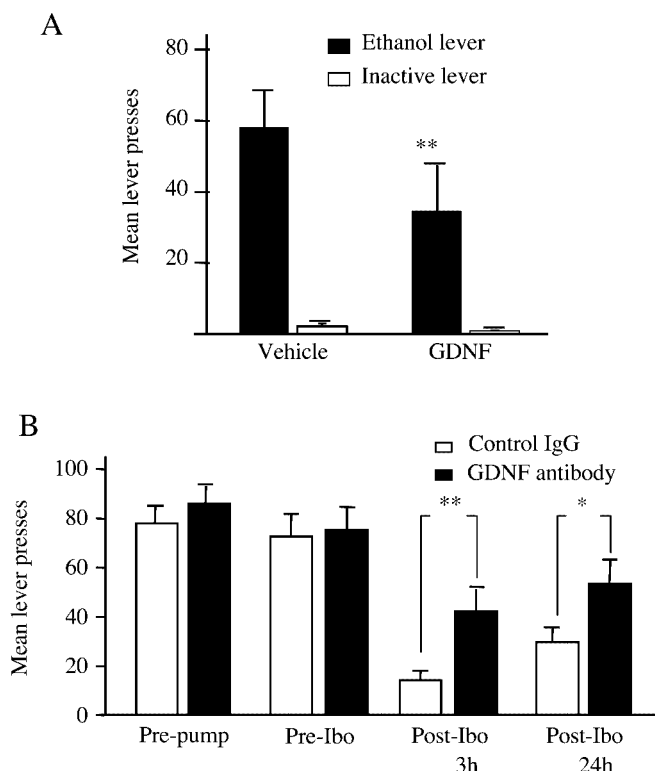 A
Mean lever presses
80
60
40
20
Ethanol lever
Inactive lever
**
Vehicle
GDNF
B
Mean lever presses
100
80
60
40
20
0
Control IgG
GDNF antibody
**
*
Pre-pump
Pre-Ibo
Post-Ibo
3h
Post-Ibo
24h